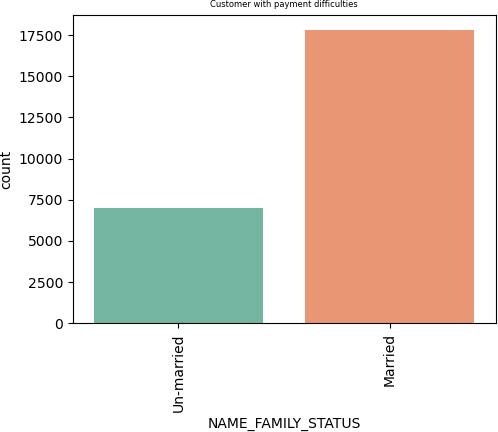 Customer with payment difficulties
17500
15000
12500
10000
7500
5000
2500
0
count
Un-married
Married
NAME_FAMILY_STATUS